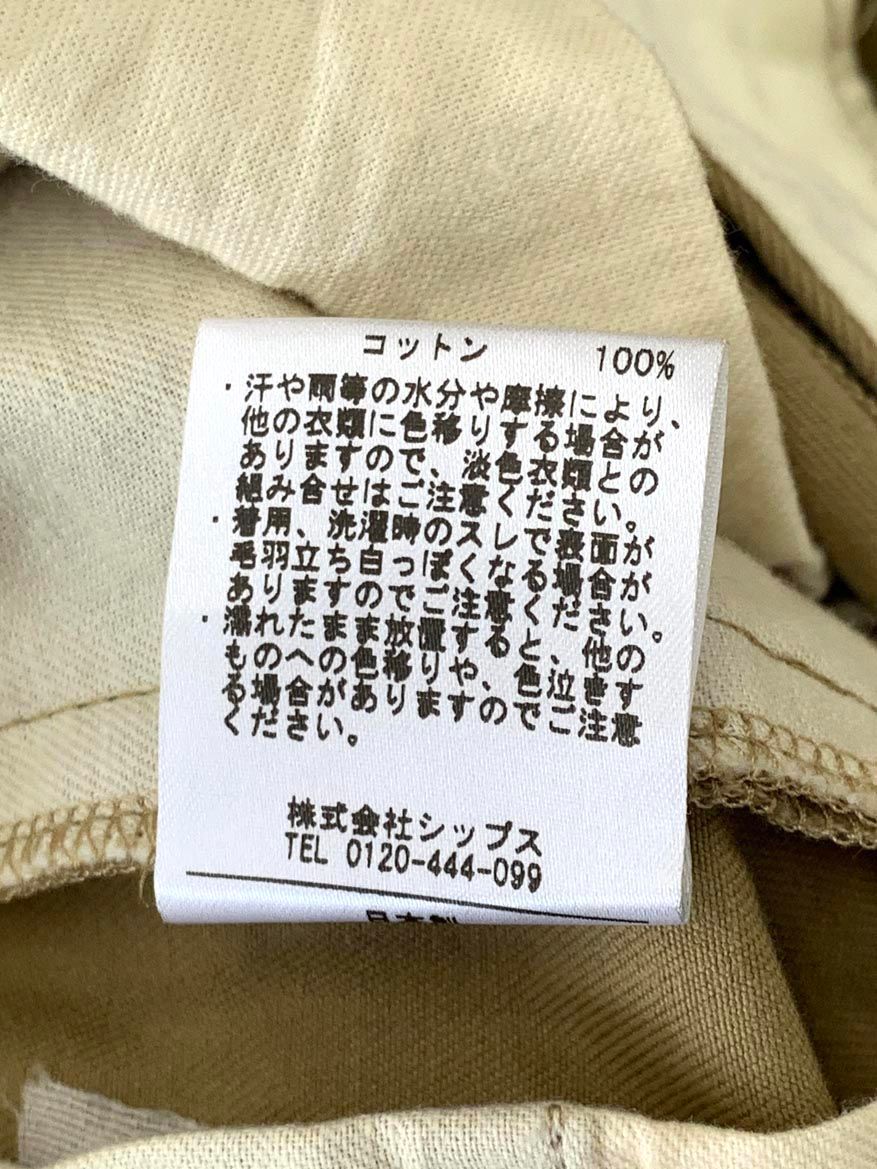 コットン 100%
・汗や雨等の水分や摩擦により、
他の衣類に色移りする場合が
ありますので、淡色衣類との
組み合せはご注意ください。
・着用、洗濯時のスレで表面が
毛羽立ち白っぽくなる場合が
ありますのでご注意ください。
・濡れたまま放置すると、他の
ものへの色移りや、色泣きす
る場合がありますのでご注意
ください。
株式会社シップス
TEL 0120-444-099
日本製